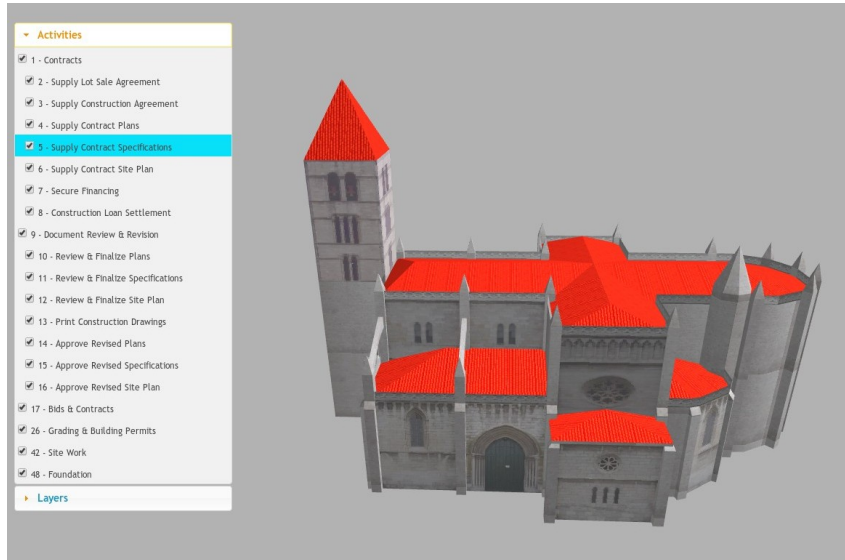 Activities
1 - Contracts
2 - Supply Lot Sale Agreement
3 - Supply Construction Agreement
4 - Supply Contract Plans
5 - Supply Contract Specifications
6 - Supply Contract Site Plan
7 - Secure Financing
8 - Construction Loan Settlement
9 - Document Review & Revision
10 - Review & Finalize Plans
11 - Review & Finalize Specifications
12 - Review & Finalize Site Plan
13 - Print Construction Drawings
14 - Approve Revised Plans
15 - Approve Revised Specifications
16 - Approve Revised Site Plan
17 - Bids & Contracts
26 - Grading & Building Permits
42 - Site Work
48 - Foundation
Layers